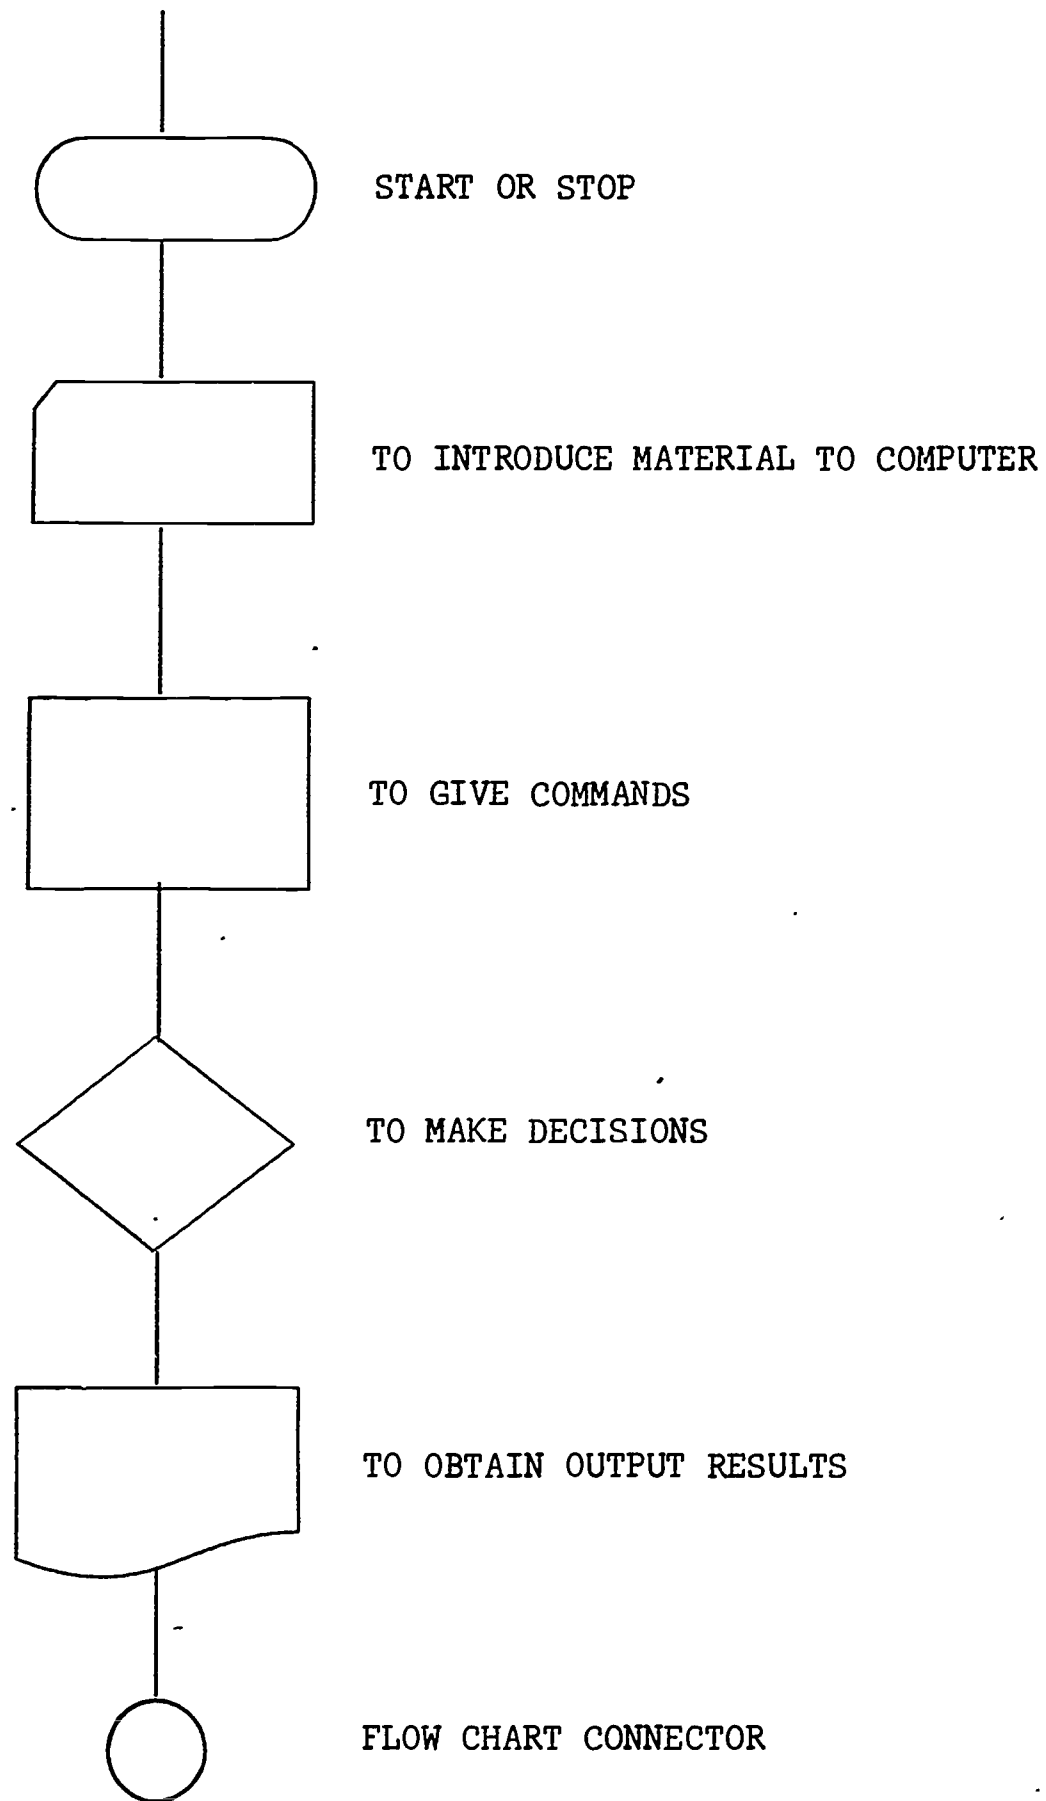 START OR STOP
TO INTRODUCE MATERIAL TO COMPUTER
TO GIVE COMMANDS
TO MAKE DECISIONS
TO OBTAIN OUTPUT RESULTS
FLOW CHART CONNECTOR